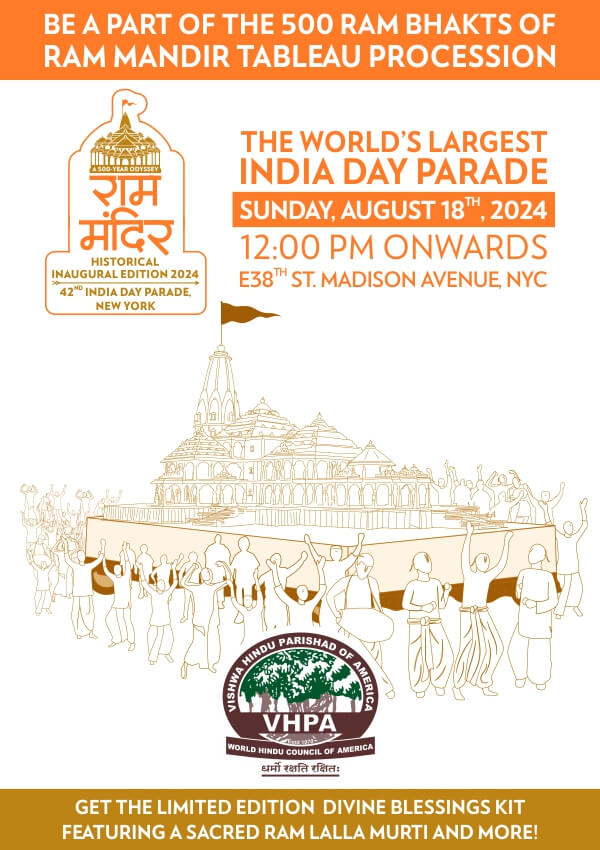 BE A PART OF THE 500 RAM BHAKTS OF
RAM MANDIR TABLEAU PROCESSION
A 500-YEAR ODYSSEY
राम
मंदिर
HISTORICAL
INAUGURAL EDITION 2024
42ND INDIA DAY PARADE,
NEW YORK
THE WORLD'S LARGEST
INDIA DAY PARADE
SUNDAY, AUGUST 18TH, 2024
12:00 PM ONWARDS
E38TH ST. MADISON AVENUE, NYC
VISHWA HINDU PARISHAD OF AMERICA
VHPA
SINCE 1970
WORLD HINDU COUNCIL OF AMERICA
धर्मो रक्षति रक्षितः
GET THE LIMITED EDITION DIVINE BLESSINGS KIT
FEATURING A SACRED RAM LALLA MURTI AND MORE!